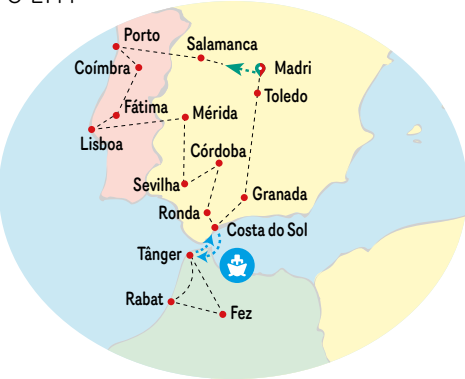 Porto
Salamanca
Coímbra
Madri
Toledo
Fátima
Mérida
Lisboa
Córdoba
Sevilha
Granada
Ronda
Costa do Sol
Tânger
Rabat
Fez